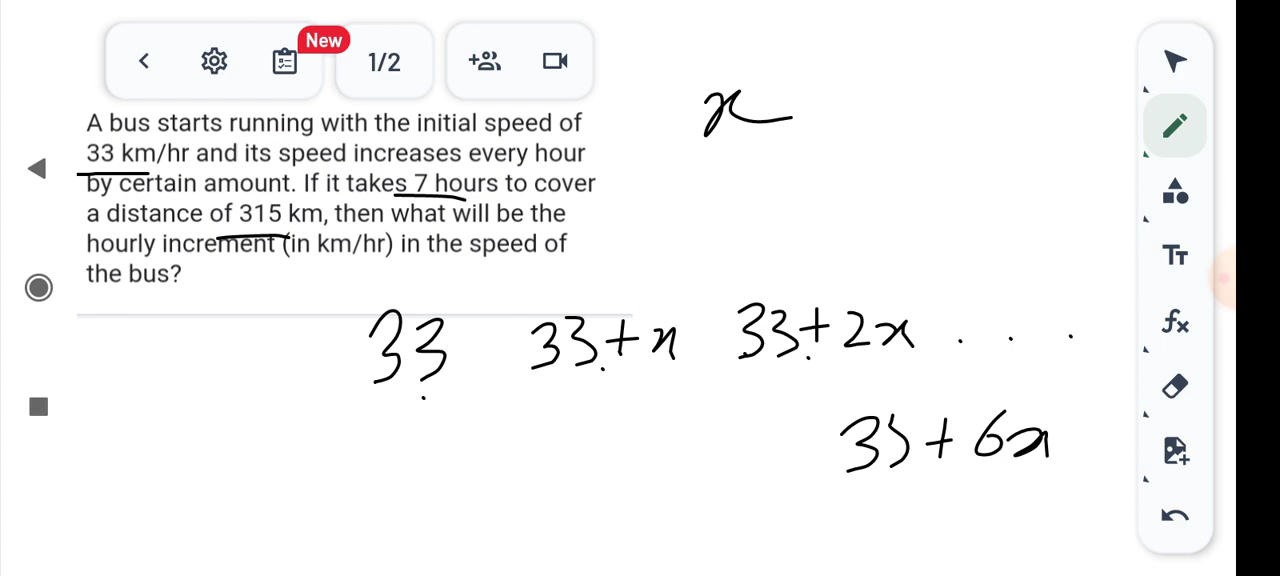 New
1/2
A bus starts running with the initial speed of
33 km/hr and its speed increases every hour
by certain amount. If it takes 7 hours to cover
a distance of 315 km, then what will be the
hourly increment (in km/hr) in the speed of
the bus?
x
33 33+x 33+2x . . .
33+6x
Tт
fx